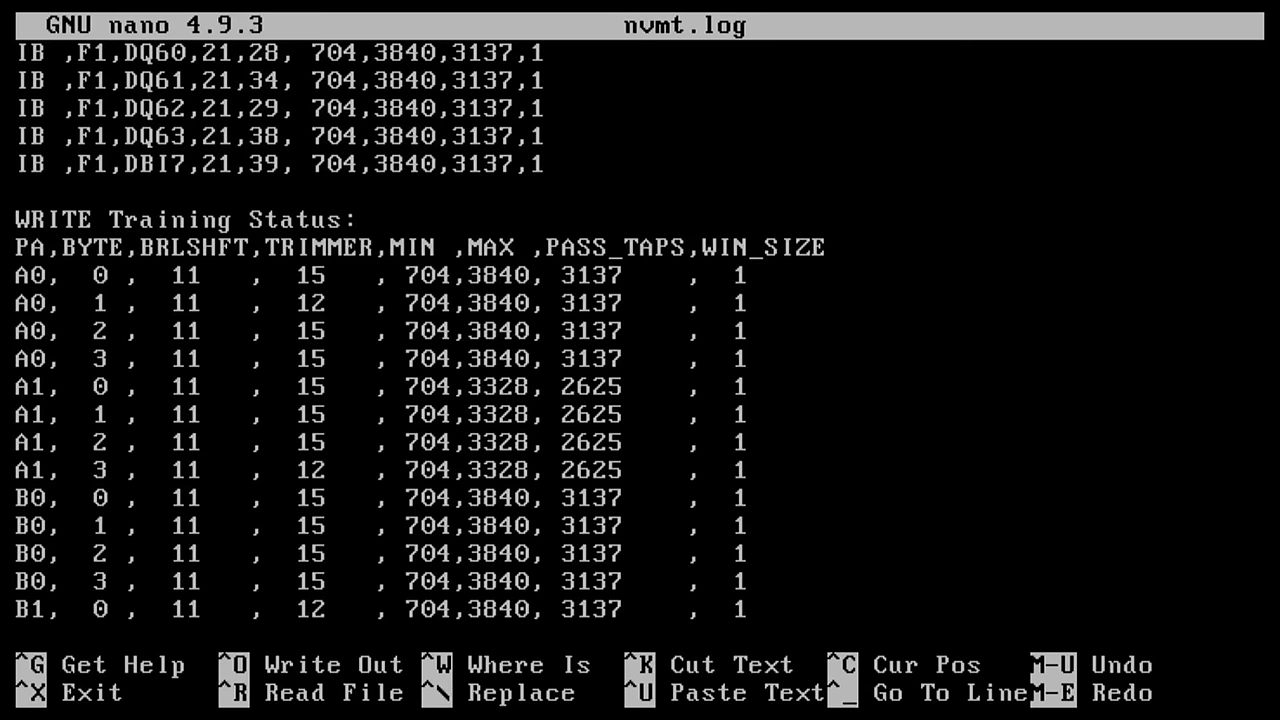 GNU nano 4.9.3 nvmt.log
IB ,F1,DQ60,21,28, 704,3840,3137,1
IB ,F1,DQ61,21,34, 704,3840,3137,1
IB ,F1,DQ62,21,29, 704,3840,3137,1
IB ,F1,DQ63,21,38, 704,3840,3137,1
IB ,F1,DBI7,21,39, 704,3840,3137,1
WRITE Training Status:
PA,BYTE,BRLSHFT,TRIMMER,MIN ,MAX ,PASS_TAPS,WIN_SIZE
A0, 0 , 11 , 15 , 704,3840, 3137 , 1
A0, 1 , 11 , 12 , 704,3840, 3137 , 1
A0, 2 , 11 , 15 , 704,3840, 3137 , 1
A0, 3 , 11 , 15 , 704,3840, 3137 , 1
A1, 0 , 11 , 15 , 704,3328, 2625 , 1
A1, 1 , 11 , 15 , 704,3328, 2625 , 1
A1, 2 , 11 , 15 , 704,3328, 2625 , 1
A1, 3 , 11 , 12 , 704,3328, 2625 , 1
B0, 0 , 11 , 15 , 704,3840, 3137 , 1
B0, 1 , 11 , 15 , 704,3840, 3137 , 1
B0, 2 , 11 , 15 , 704,3840, 3137 , 1
B0, 3 , 11 , 15 , 704,3840, 3137 , 1
B1, 0 , 11 , 12 , 704,3840, 3137 , 1
^G Get Help ^O Write Out ^W Where Is ^K Cut Text ^C Cur Pos M-U Undo
^X Exit ^R Read File ^\ Replace ^U Paste Text^_ Go To LineM-E Redo